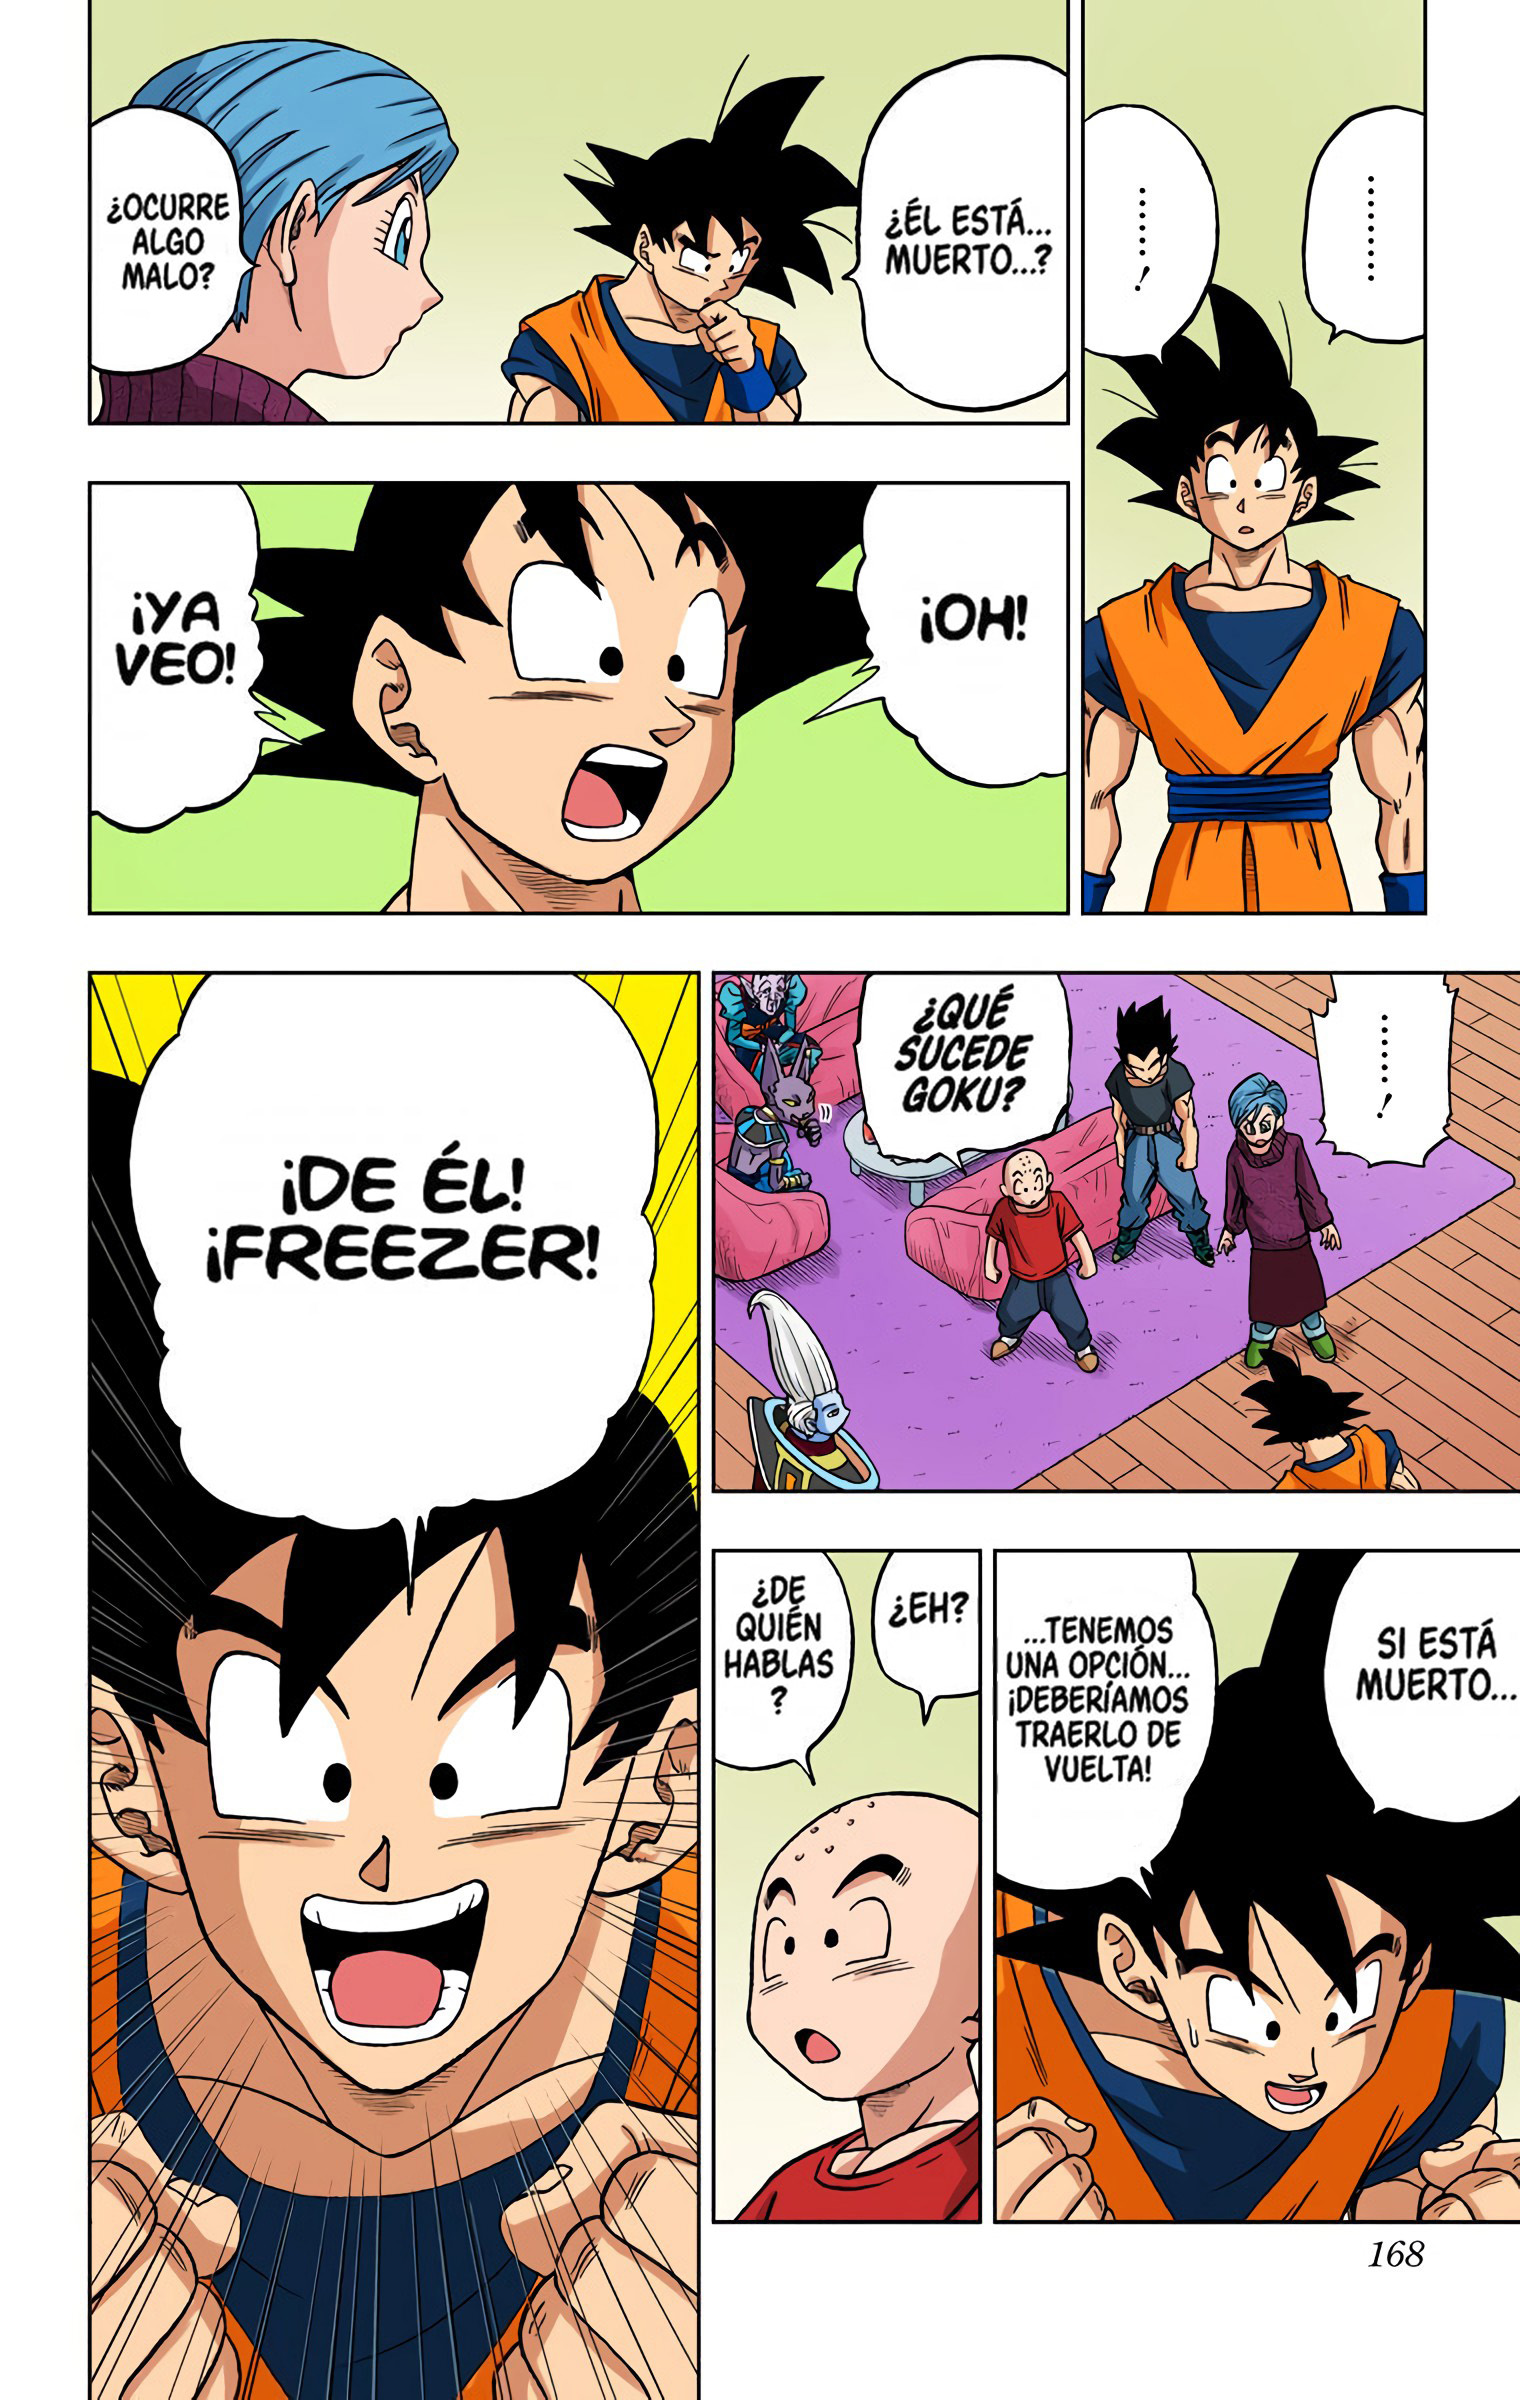 ........
......!
¿ÉL ESTÁ...
MUERTO...?
¿OCURRE
ALGO
MALO?
¡OH!
¡YA
VEO!
......!
¿QUÉ
SUCEDE
GOKU?
SI ESTÁ
MUERTO...
...TENEMOS
UNA OPCIÓN...
¡DEBERÍAMOS
TRAERLO DE
VUELTA!
¿EH?
¿DE
QUIÉN
HABLAS
?
¡DE ÉL!
¡FREEZER!
168